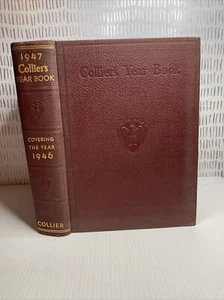 1947
Collier's
YEAR BOOK
COVERING
THE YEAR
1946
COLLIER
Collier's Year Book